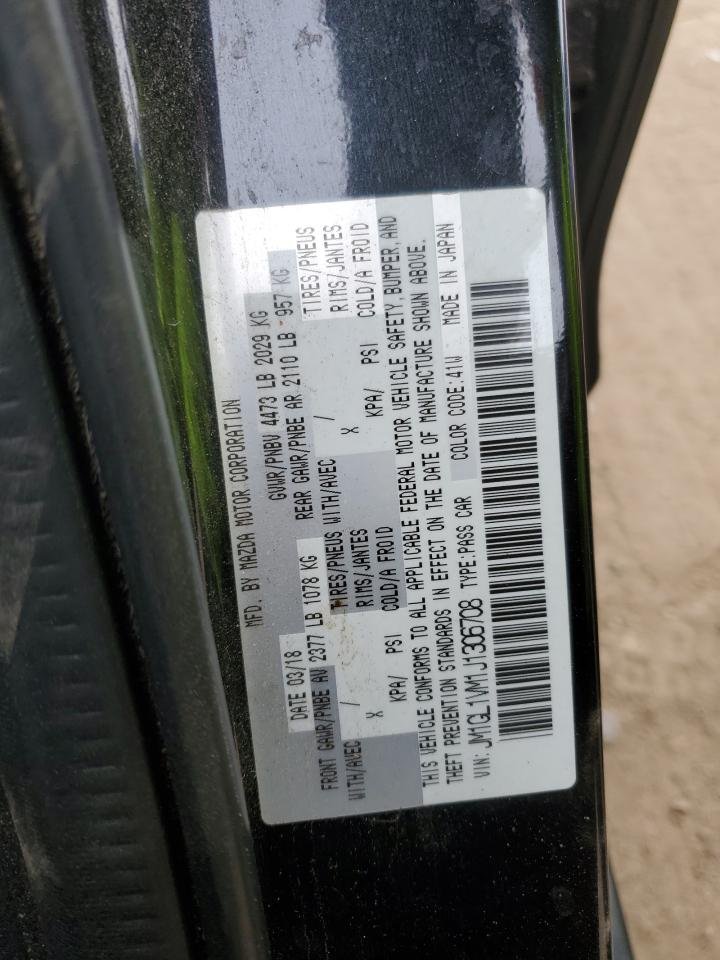 MFD. BY MAZDA MOTOR CORPORATION
DATE 03/18 GVWR/PNBV 4473 LB 2029 KG
FRONT GAWR/PNBE AV 2377 LB 1078 KG REAR GAWR/PNBE AR 2110 LB 957 KG
WITH/AVEC / TIRES/PNEUS WITH/AVEC / TIRES/PNEUS
X RIMS/JANTES X RIMS/JANTES
KPA/ PSI COLD/A FROID KPA/ PSI COLD/A FROID
THIS VEHICLE CONFORMS TO ALL APPLICABLE FEDERAL MOTOR VEHICLE SAFETY, BUMPER, AND
THEFT PREVENTION STANDARDS IN EFFECT ON THE DATE OF MANUFACTURE SHOWN ABOVE.
VIN: JM1GL1VM1J1306708 TYPE:PASS CAR COLOR CODE:41W MADE IN JAPAN